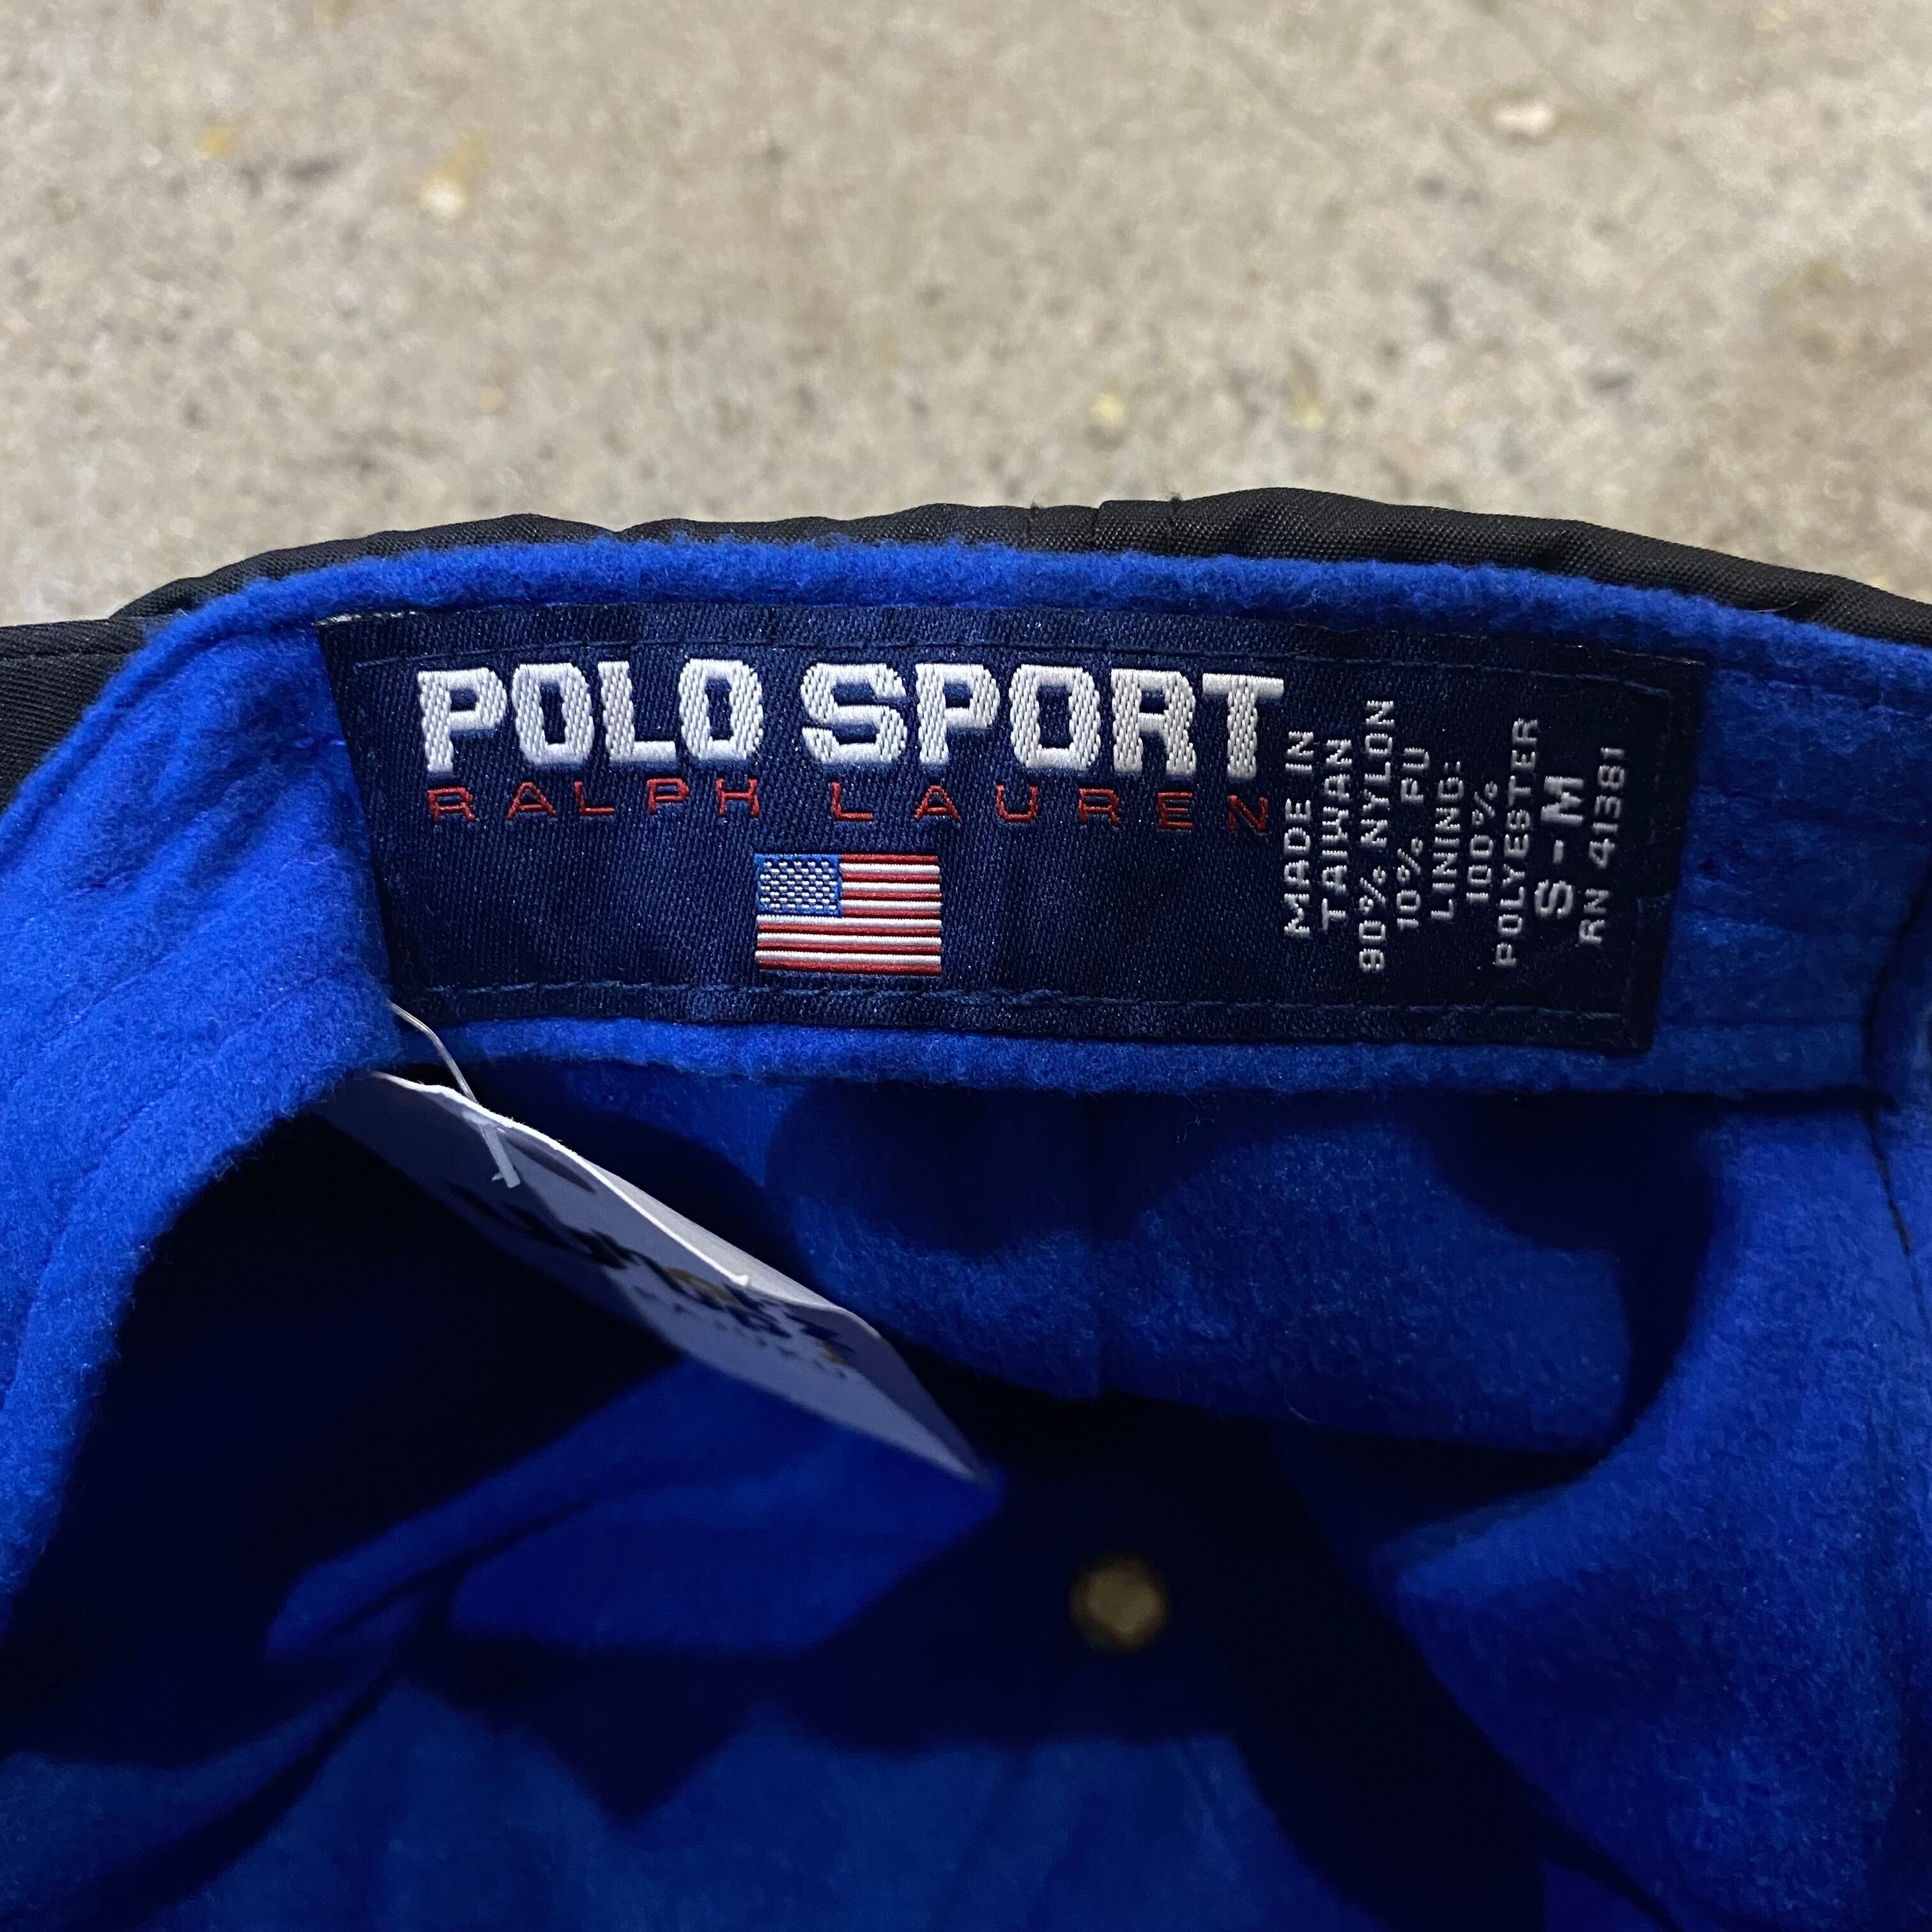 POLO SPORT
RALPH LAUREN
MADE IN
TAIWAN
90% NYLON
10% PU
LINING:
100%
POLYESTER
S-M
RN 41381